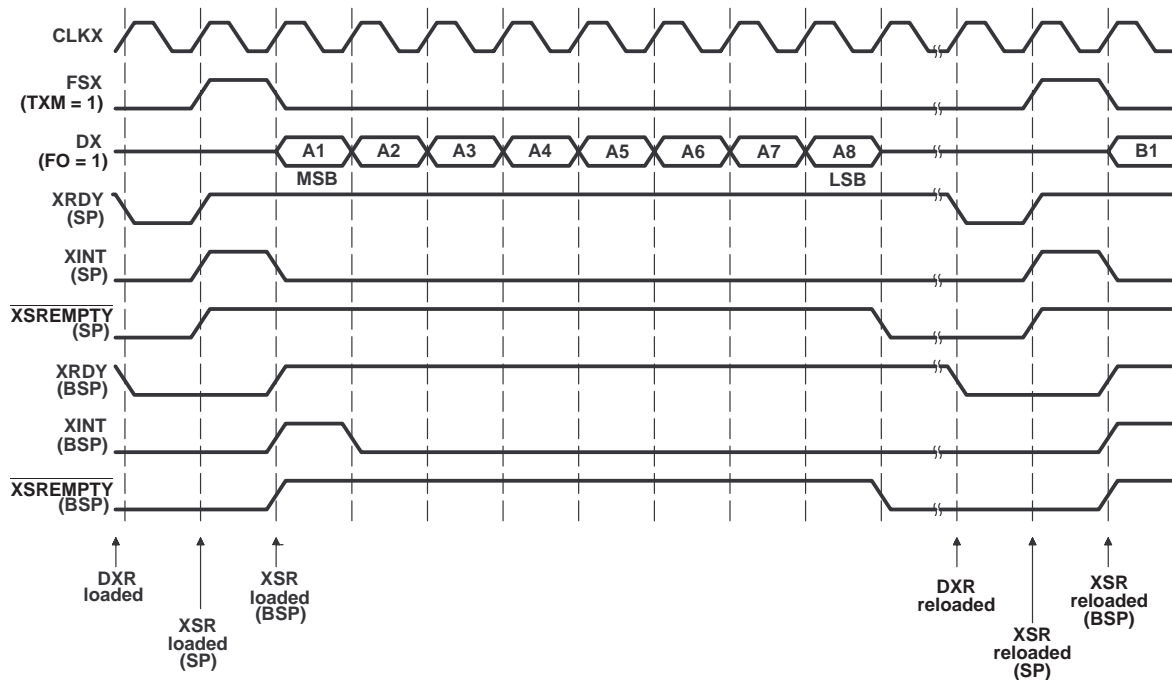 CLKX
FSX
(TXM = 1)
DX
(FO = 1)
A1
A2
A3
A4
A5
A6
A7
A8
B1
MSB
LSB
XRDY
(SP)
XINT
(SP)
XSREMPTY
(SP)
XRDY
(BSP)
XINT
(BSP)
XSREMPTY
(BSP)
DXR
loaded
XSR
loaded
(SP)
XSR
loaded
(BSP)
DXR
reloaded
XSR
reloaded
(SP)
XSR
reloaded
(BSP)